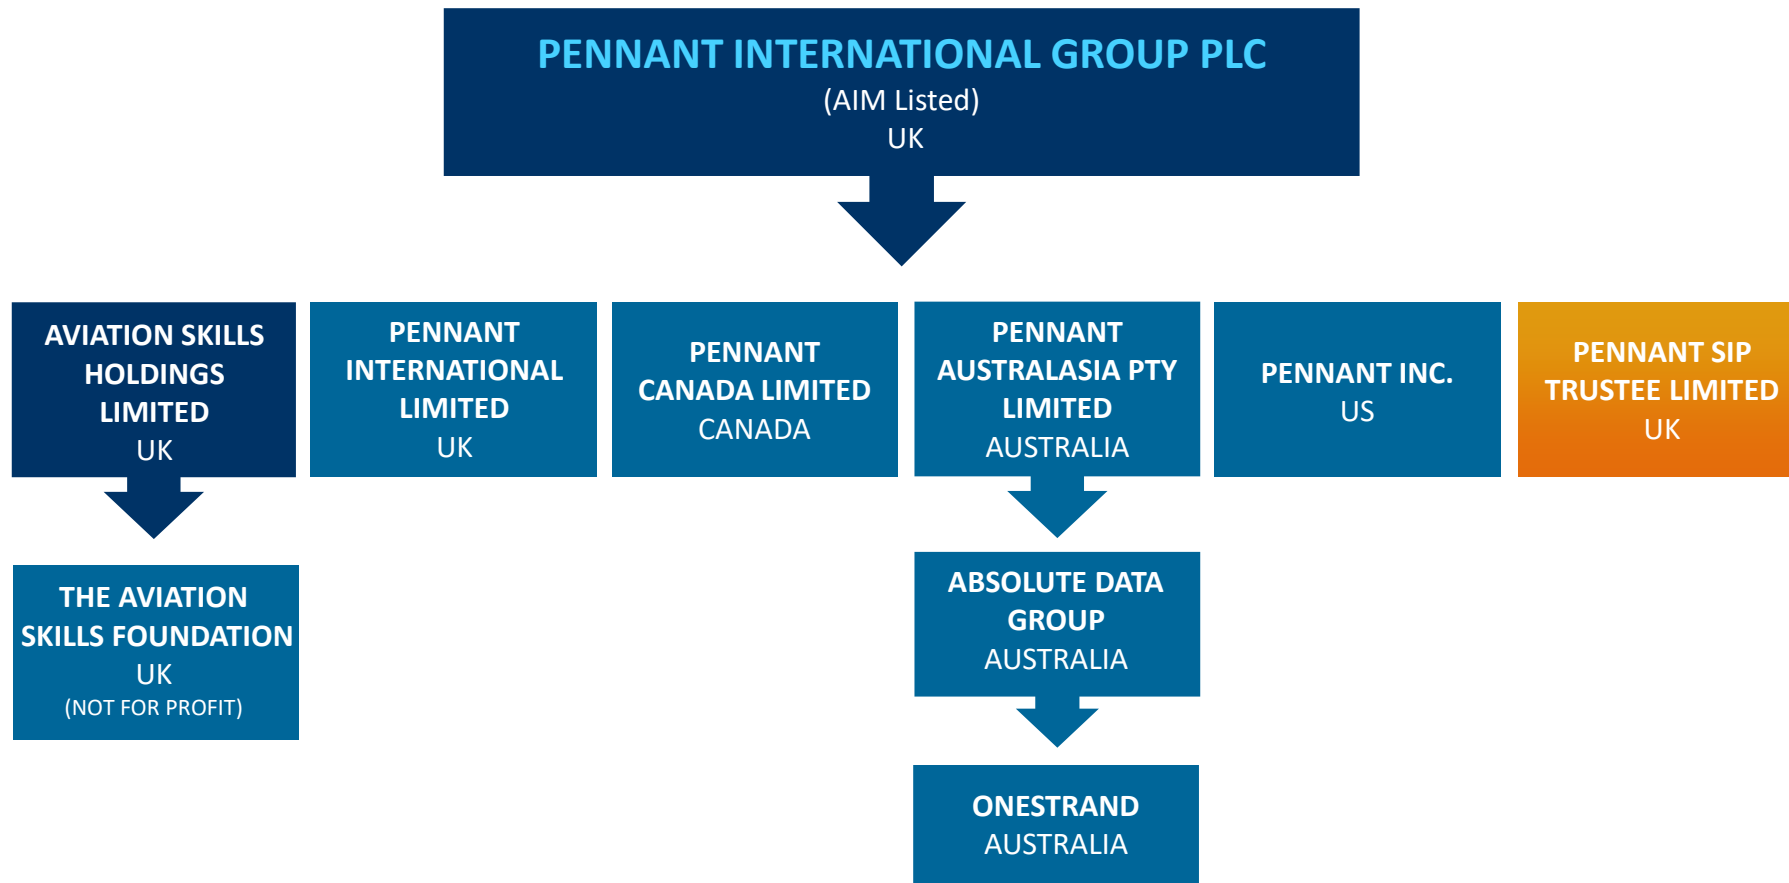 PENNANT INTERNATIONAL GROUP PLC
(AIM Listed)
UK
AVIATION SKILLS
HOLDINGS
LIMITED
UK
PENNANT
INTERNATIONAL
LIMITED
UK
PENNANT
CANADA LIMITED
CANADA
PENNANT
AUSTRALASIA PTY
LIMITED
AUSTRALIA
PENNANT INC.
US
PENNANT SIP
TRUSTEE LIMITED
UK
THE AVIATION
SKILLS FOUNDATION
UK
(NOT FOR PROFIT)
ABSOLUTE DATA
GROUP
AUSTRALIA
ONESTRAND
AUSTRALIA